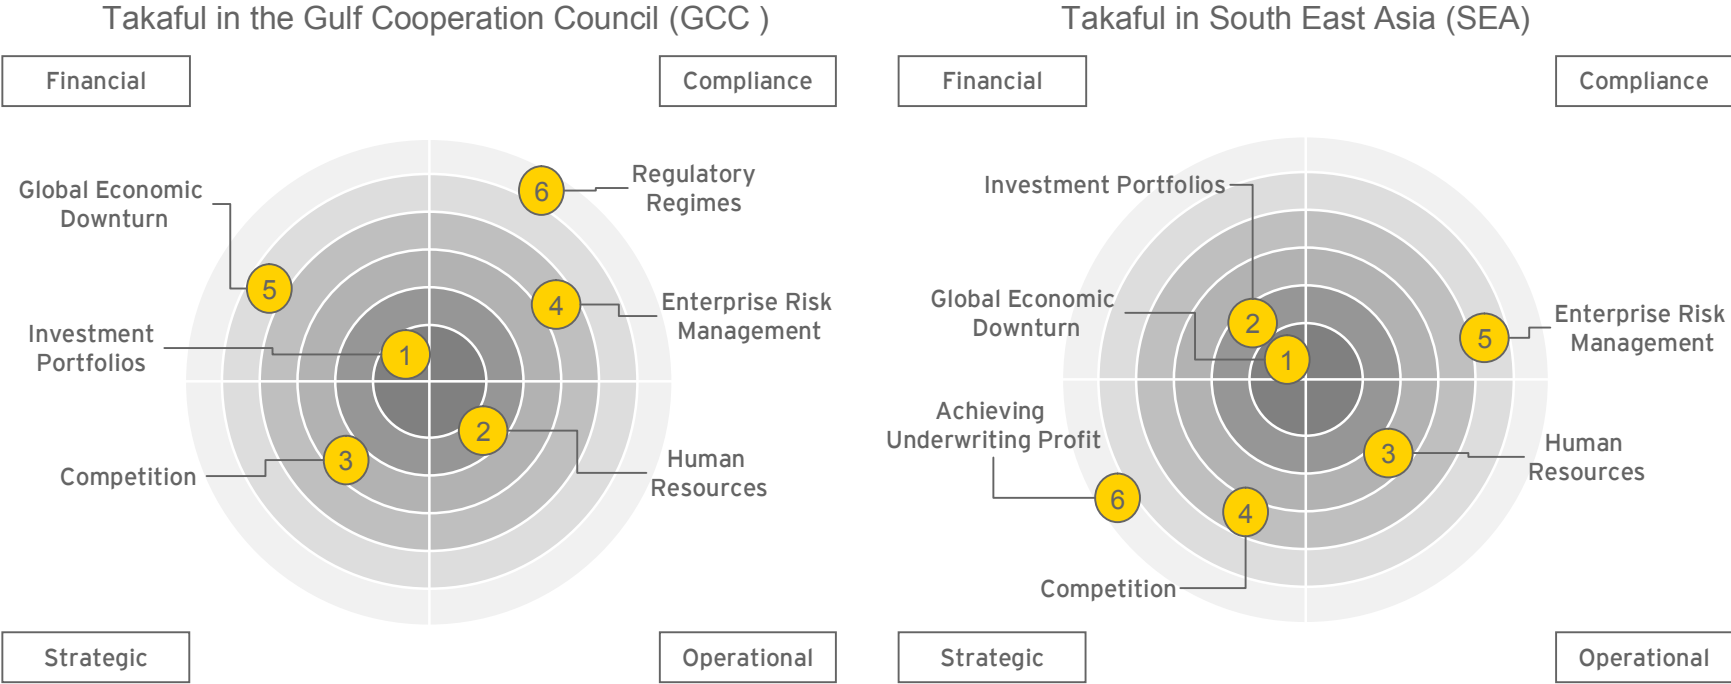 Takaful in the Gulf Cooperation Council (GCC )
Financial
Compliance
Global Economic
Downturn
Regulatory
Regimes
6
5
4
Enterprise Risk
Management
Investment
Portfolios
1
2
3
Competition
Human
Resources
Strategic
Operational
Takaful in South East Asia (SEA)
Financial
Compliance
Investment Portfolios
Global Economic
Downturn
2
1
5
Enterprise Risk
Management
Achieving
Underwriting Profit
3
Human
Resources
6
4
Competition
Strategic
Operational